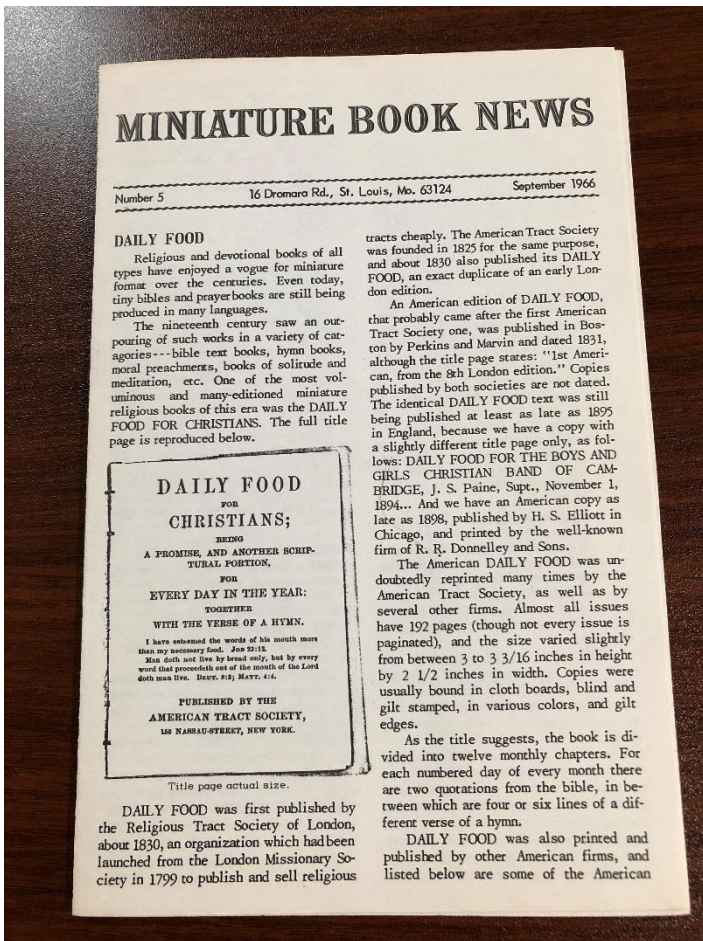 MINIATURE BOOK NEWS
Number 5 16 Dromara Rd., St. Louis, Mo. 63124 September 1966
DAILY FOOD
Religious and devotional books of all
types have enjoyed a vogue for miniature
format over the centuries. Even today,
tiny bibles and prayerbooks are still being
produced in many languages.
The nineteenth century saw an out-
pouring of such works in a variety of cat-
agories---bible text books, hymn books,
moral preachments, books of solitude and
meditation, etc. One of the most vol-
uminous and many-editioned miniature
religious books of this era was the DAILY
FOOD FOR CHRISTIANS. The full title
page is reproduced below.
DAILY FOOD
FOR
CHRISTIANS;
BEING
A PROMISE, AND ANOTHER SCRIP-
TURAL PORTION,
FOR
EVERY DAY IN THE YEAR:
TOGETHER
WITH THE VERSE OF A HYMN.
I have esteemed the words of his mouth more
than my necessary food. JOB 23:12.
Man doth not live by bread only, but by every
word that proceedeth out of the mouth of the Lord
doth man live. DEUT. 8:3; MATT. 4:4.
PUBLISHED BY THE
AMERICAN TRACT SOCIETY,
150 NASSAU-STREET, NEW YORK.
Title page actual size.
DAILY FOOD was first published by
the Religious Tract Society of London,
about 1830, an organization which had been
launched from the London Missionary So-
ciety in 1799 to publish and sell religious
tracts cheaply. The American Tract Society
was founded in 1825 for the same purpose,
and about 1830 also published its DAILY
FOOD, an exact duplicate of an early Lon-
don edition.
An American edition of DAILY FOOD,
that probably came after the first American
Tract Society one, was published in Bos-
ton by Perkins and Marvin and dated 1831,
although the title page states: "1st Ameri-
can, from the 8th London edition." Copies
published by both societies are not dated.
The identical DAILY FOOD text was still
being published at least as late as 1895
in England, because we have a copy with
a slightly different title page only, as fol-
lows: DAILY FOOD FOR THE BOYS AND
GIRLS CHRISTIAN BAND OF CAM-
BRIDGE, J. S. Paine, Supt., November 1,
1894... And we have an American copy as
late as 1898, published by H. S. Elliott in
Chicago, and printed by the well-known
firm of R. R. Donnelley and Sons.
The American DAILY FOOD was un-
doubtedly reprinted many times by the
American Tract Society, as well as by
several other firms. Almost all issues
have 192 pages (though not every issue is
paginated), and the size varied slightly
from between 3 to 3 3/16 inches in height
by 2 1/2 inches in width. Copies were
usually bound in cloth boards, blind and
gilt stamped, in various colors, and gilt
edges.
As the title suggests, the book is di-
vided into twelve monthly chapters. For
each numbered day of every month there
are two quotations from the bible, in be-
tween which are four or six lines of a dif-
ferent verse of a hymn.
DAILY FOOD was also printed and
published by other American firms, and
listed below are some of the American